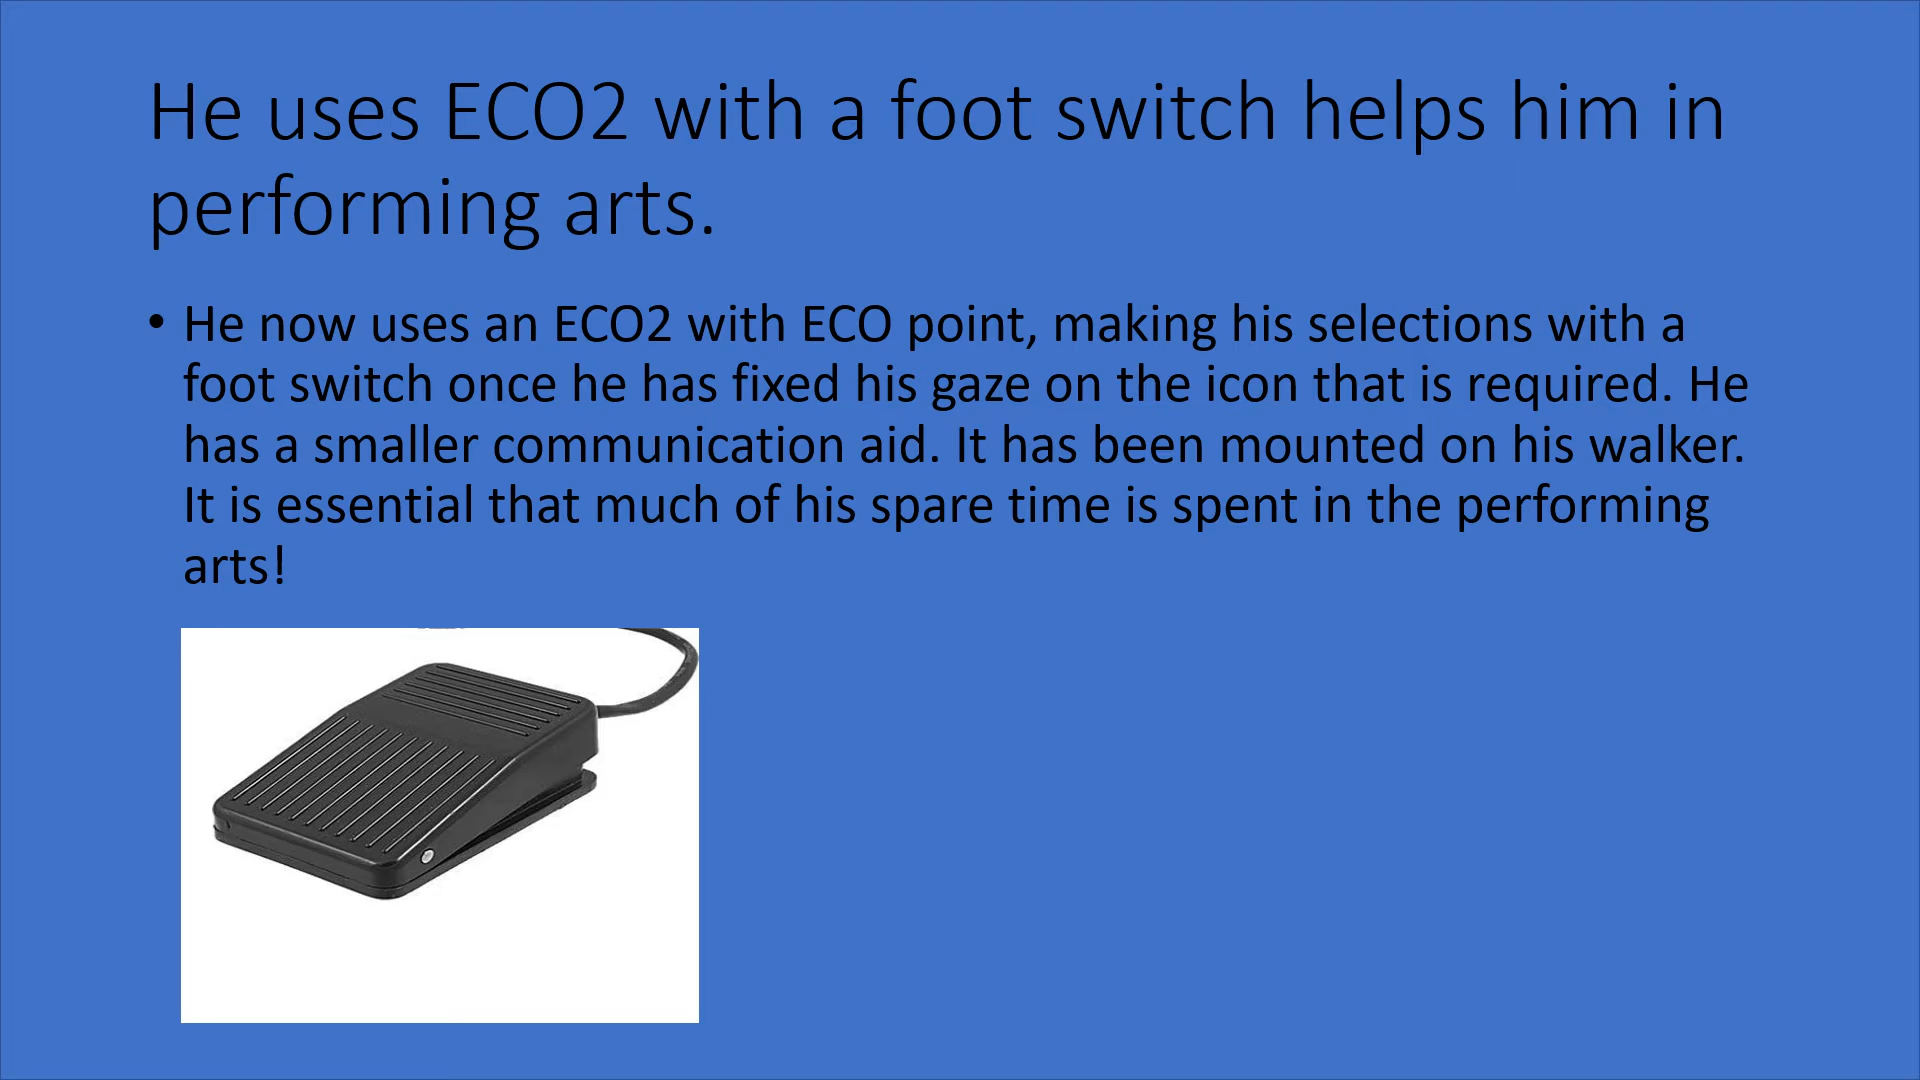 He uses ECO2 with a foot switch helps him in
performing arts.
• He now uses an ECO2 with ECO point, making his selections with a
foot switch once he has fixed his gaze on the icon that is required. He
has a smaller communication aid. It has been mounted on his walker.
It is essential that much of his spare time is spent in the performing
arts!